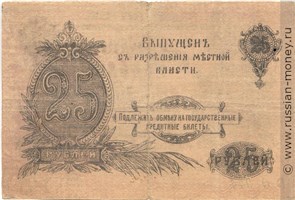 ВЫПУЩЕНЪ
СЪ РАЗРѢШЕНІЯ МѢСТНОЙ
ВЛАСТИ
25
25
ПОДЛЕЖИТЪ ОБМѢНУ НА ГОСУДАРСТВЕННЫЕ
КРЕДИТНЫЕ БИЛЕТЫ.
РУБЛЕЙ
25
РУБЛЕЙ
www.russian-money.ru